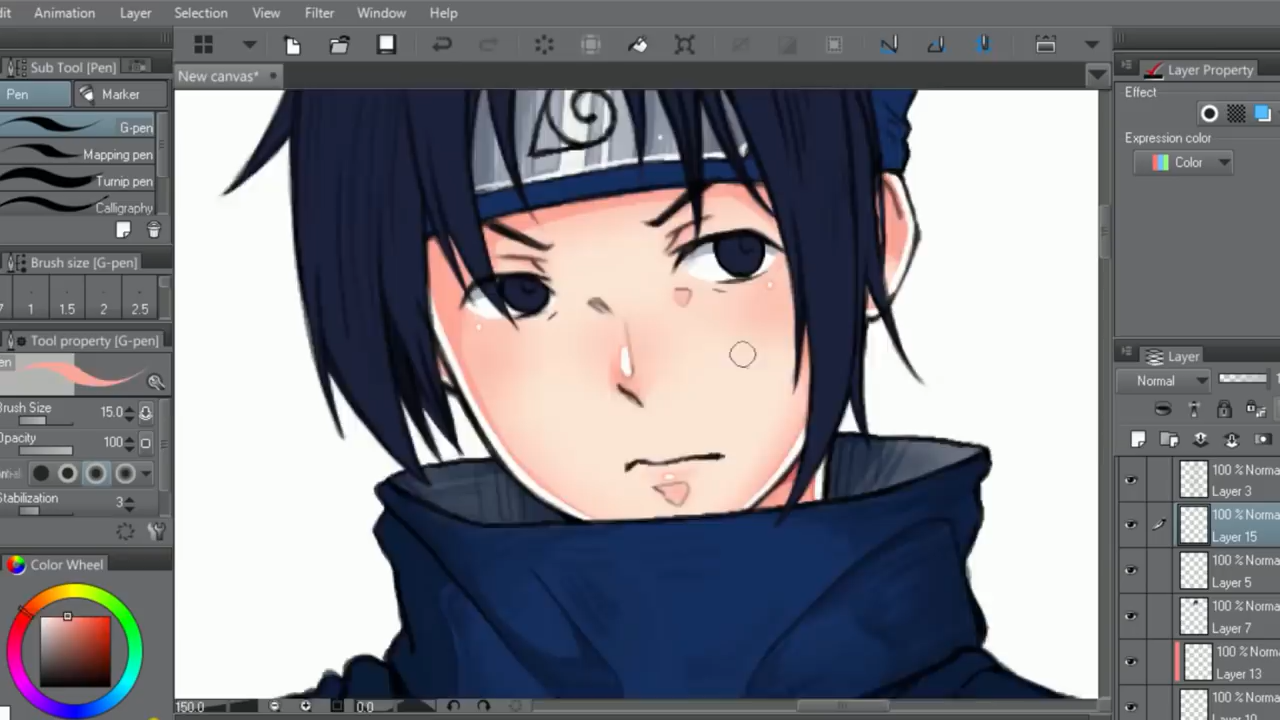 dit Animation Layer Selection View Filter Window Help
Sub Tool [Pen]
New canvas*
Layer Property
Pen Marker
Effect
G-pen
Expression color
Mapping pen
Color
Turnip pen
Calligraphy
Brush size [G-pen]
7 1 1.5 2 2.5
Tool property [G-pen]
en
Layer
Normal
Brush Size 15.0
Opacity 100
Stabilization 3
100 % Norma
Layer 3
100 % Norma
Layer 15
100 % Norma
Layer 5
100 % Norma
Layer 7
100 % Norma
Layer 13
100 % Norma
Color Wheel
150.0 0.0